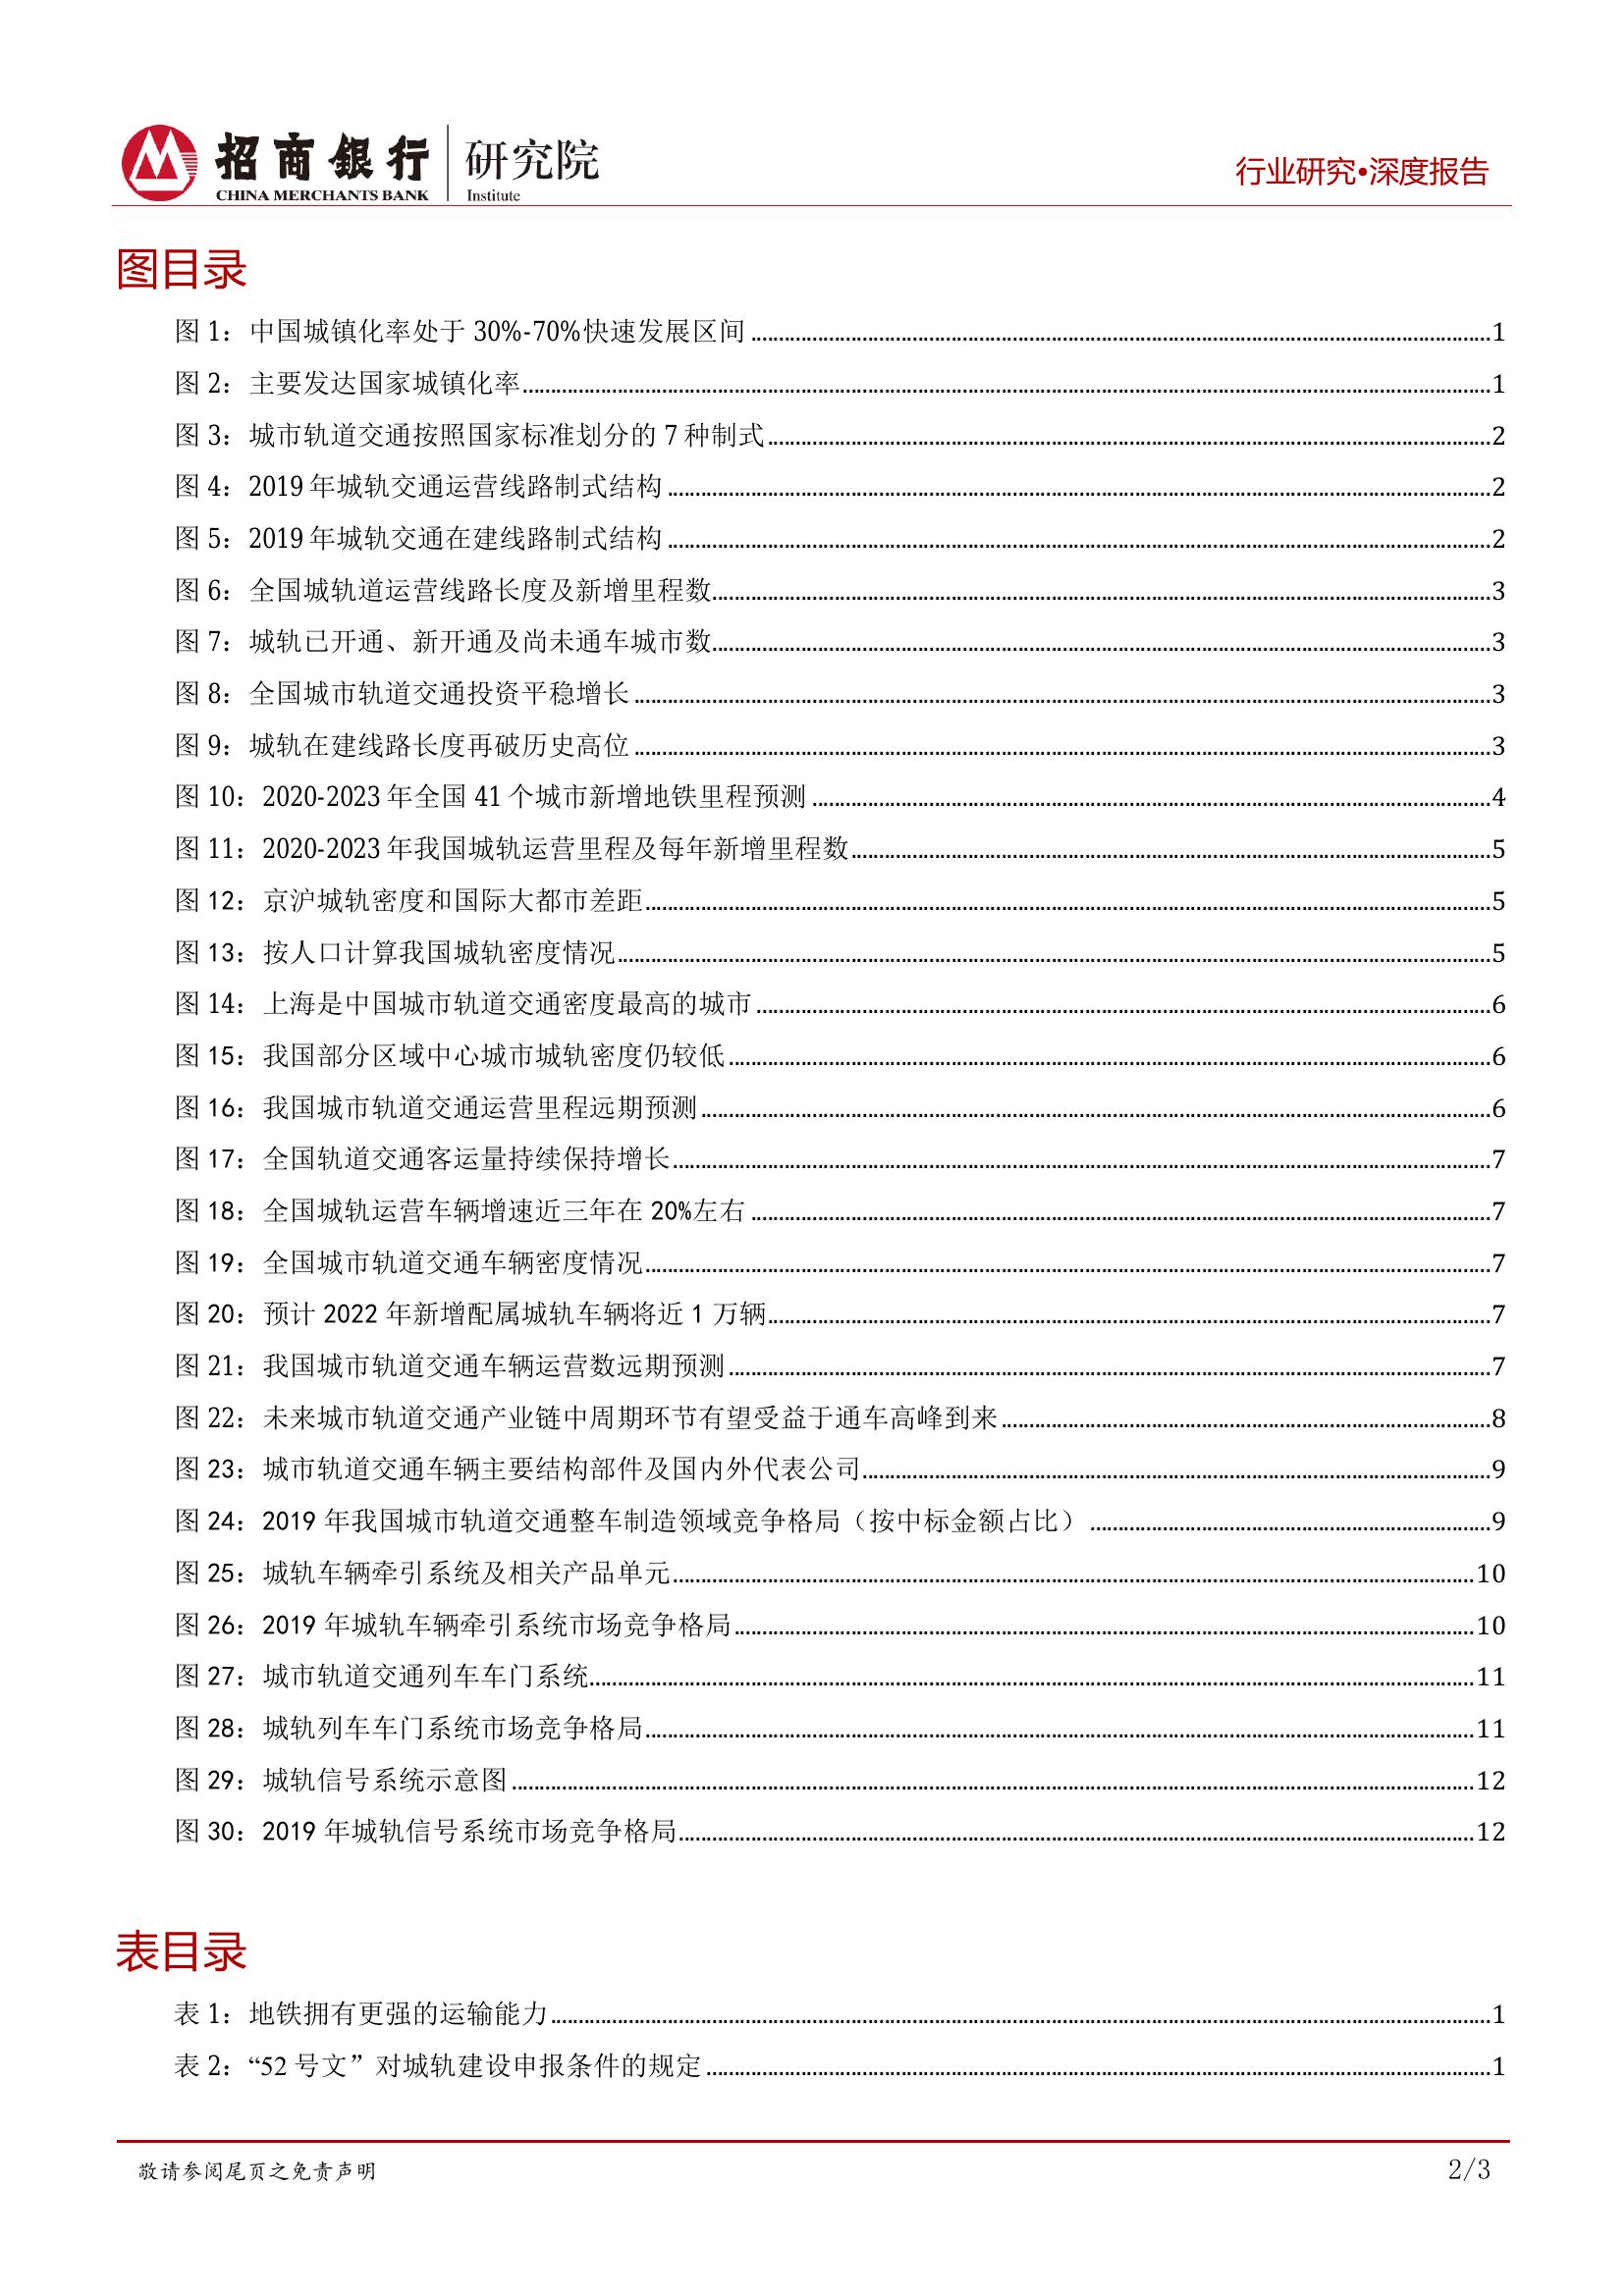 招商银行 研究院
CHINA MERCHANTS BANK Institute
行业研究•深度报告
图目录
图 1：中国城镇化率处于 30%-70%快速发展区间 1
图 2：主要发达国家城镇化率 1
图 3：城市轨道交通按照国家标准划分的 7 种制式 2
图 4：2019 年城轨交通运营线路制式结构 2
图 5：2019 年城轨交通在建线路制式结构 2
图 6：全国城轨道运营线路长度及新增里程数 3
图 7：城轨已开通、新开通及尚未通车城市数 3
图 8：全国城市轨道交通投资平稳增长 3
图 9：城轨在建线路长度再破历史高位 3
图 10：2020-2023 年全国 41 个城市新增地铁里程预测 4
图 11：2020-2023 年我国城轨运营里程及每年新增里程数 5
图 12：京沪城轨密度和国际大都市差距 5
图 13：按人口计算我国城轨密度情况 5
图 14：上海是中国城市轨道交通密度最高的城市 6
图 15：我国部分区域中心城市城轨密度仍较低 6
图 16：我国城市轨道交通运营里程远期预测 6
图 17：全国轨道交通客运量持续保持增长 7
图 18：全国城轨运营车辆增速近三年在 20%左右 7
图 19：全国城市轨道交通车辆密度情况 7
图 20：预计 2022 年新增配属城轨车辆将近 1 万辆 7
图 21：我国城市轨道交通车辆运营数远期预测 7
图 22：未来城市轨道交通产业链中周期环节有望受益于通车高峰到来 8
图 23：城市轨道交通车辆主要结构部件及国内外代表公司 9
图 24：2019 年我国城市轨道交通整车制造领域竞争格局（按中标金额占比） 9
图 25：城轨车辆牵引系统及相关产品单元 10
图 26：2019 年城轨车辆牵引系统市场竞争格局 10
图 27：城市轨道交通列车车门系统 11
图 28：城轨列车车门系统市场竞争格局 11
图 29：城轨信号系统示意图 12
图 30：2019 年城轨信号系统市场竞争格局 12
表目录
表 1：地铁拥有更强的运输能力 1
表 2：“52 号文”对城轨建设申报条件的规定 1
敬请参阅尾页之免责声明
2/3